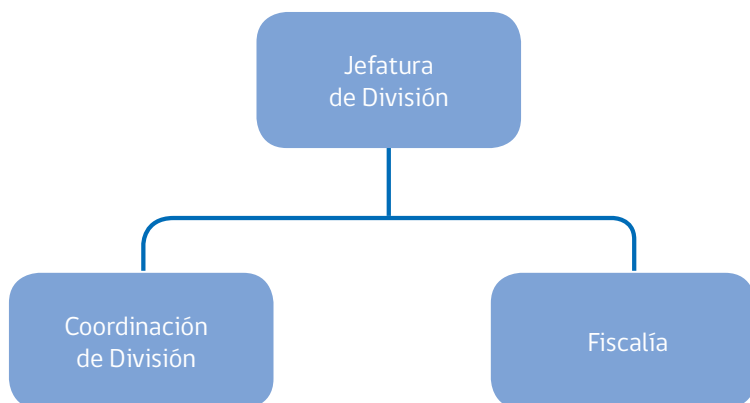 Jefatura
de División
Coordinación
de División
Fiscalía